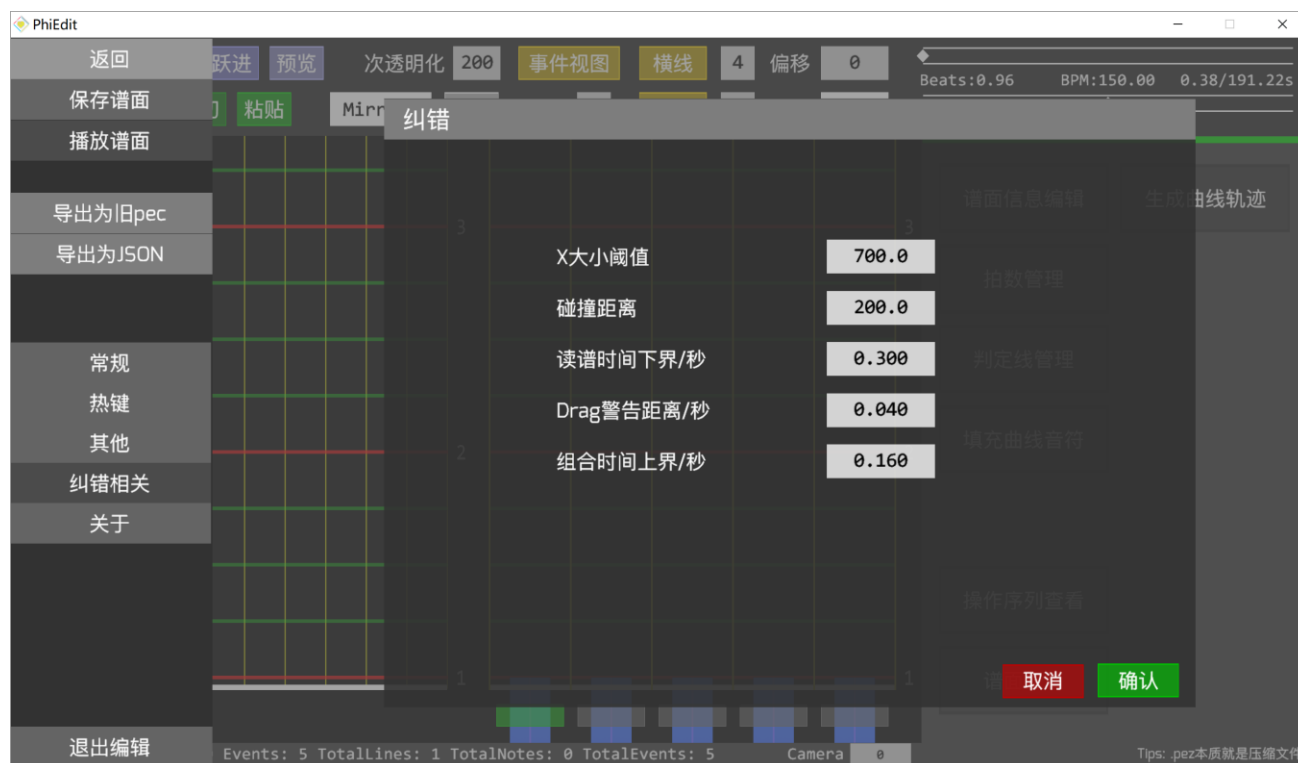 PhiEdit
返回
跃进 预览 次透明化 200 事件视图 横线 4 偏移 0
Beats:0.96 BPM:150.00 0.38/191.22s
保存谱面
粘贴 Mirr
纠错
播放谱面
导出为旧pec
导出为JSON
谱面信息编辑 生成曲线轨迹
3 3
X大小阈值 700.0
拍数管理
碰撞距离 200.0
常规
读谱时间下界/秒 0.300
判定线管理
热键
Drag警告距离/秒 0.040
其他
填充曲线音符
2
组合时间上界/秒 0.160
纠错相关
关于
操作序列查看
1 1
谱
取消 确认
退出编辑
Events: 5 TotalLines: 1 TotalNotes: 0 TotalEvents: 5 Camera 0
Tips: .pez本质就是压缩文件